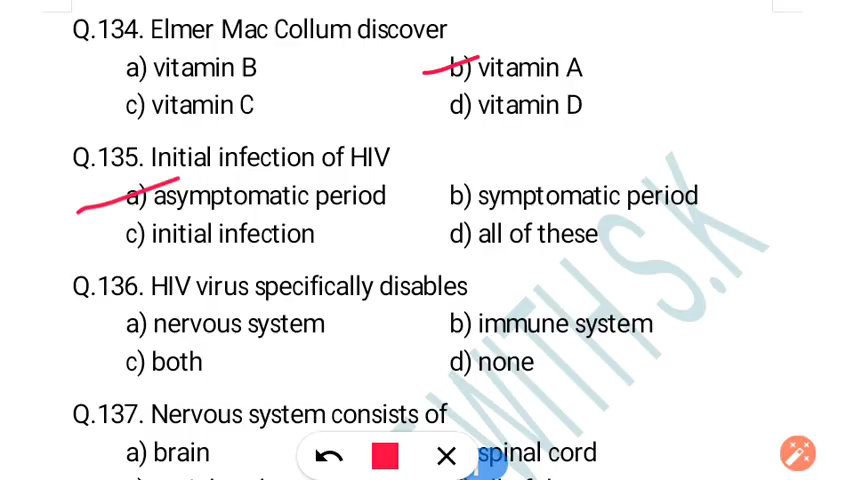 Q.134. Elmer Mac Collum discover
a) vitamin B b) vitamin A
c) vitamin C d) vitamin D
Q.135. Initial infection of HIV
a) asymptomatic period b) symptomatic period
c) initial infection d) all of these
Q.136. HIV virus specifically disables
a) nervous system b) immune system
c) both d) none
Q.137. Nervous system consists of
a) brain spinal cord
WITH S.K